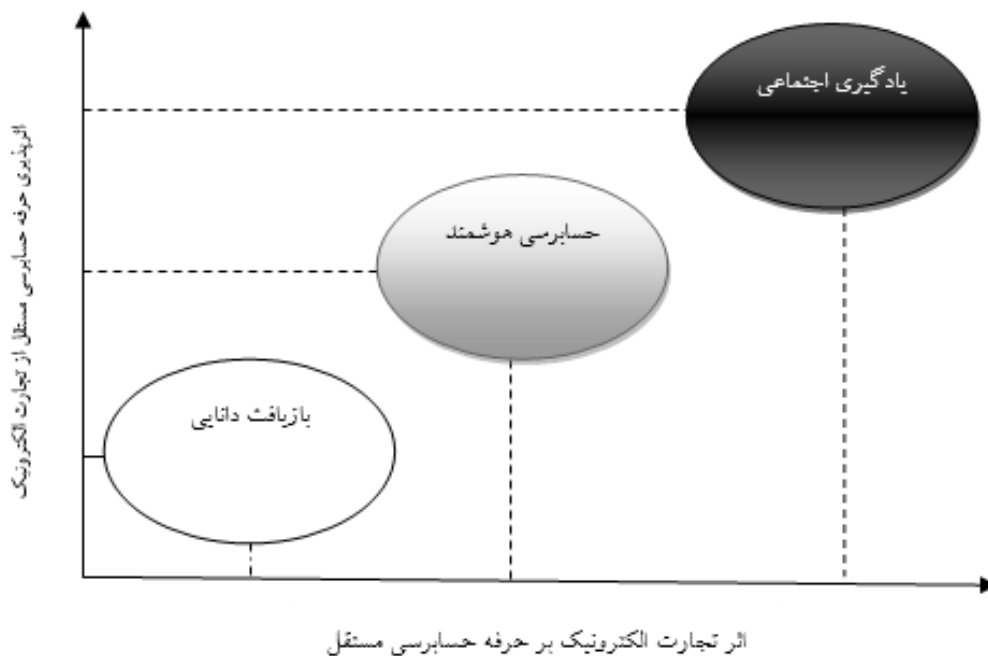 یادگیری اجتماعی
حسابرسی هوشمند
بازیافت دانایی
اثرپذیری حرفه حسابرسی مستقل از تجارت الکترونیک
اثر تجارت الکترونیک بر حرفه حسابرسی مستقل